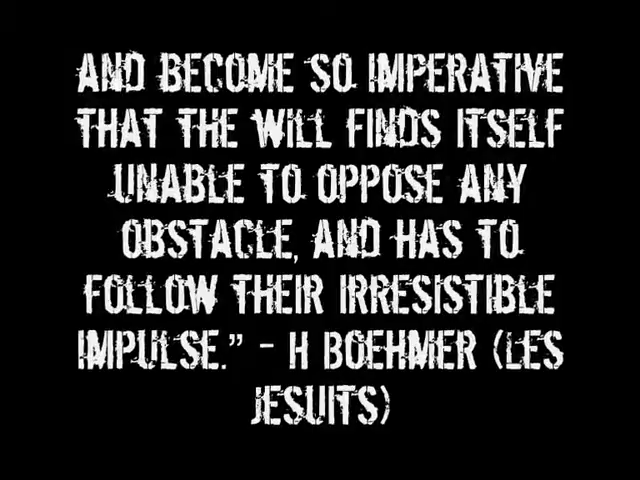 AND BECOME SO IMPERATIVE
THAT THE WILL FINDS ITSELF
UNABLE TO OPPOSE ANY
OBSTACLE, AND HAS TO
FOLLOW THEIR IRRESISTIBLE
IMPULSE.” - H BOEHMER (LES
JESUITS)